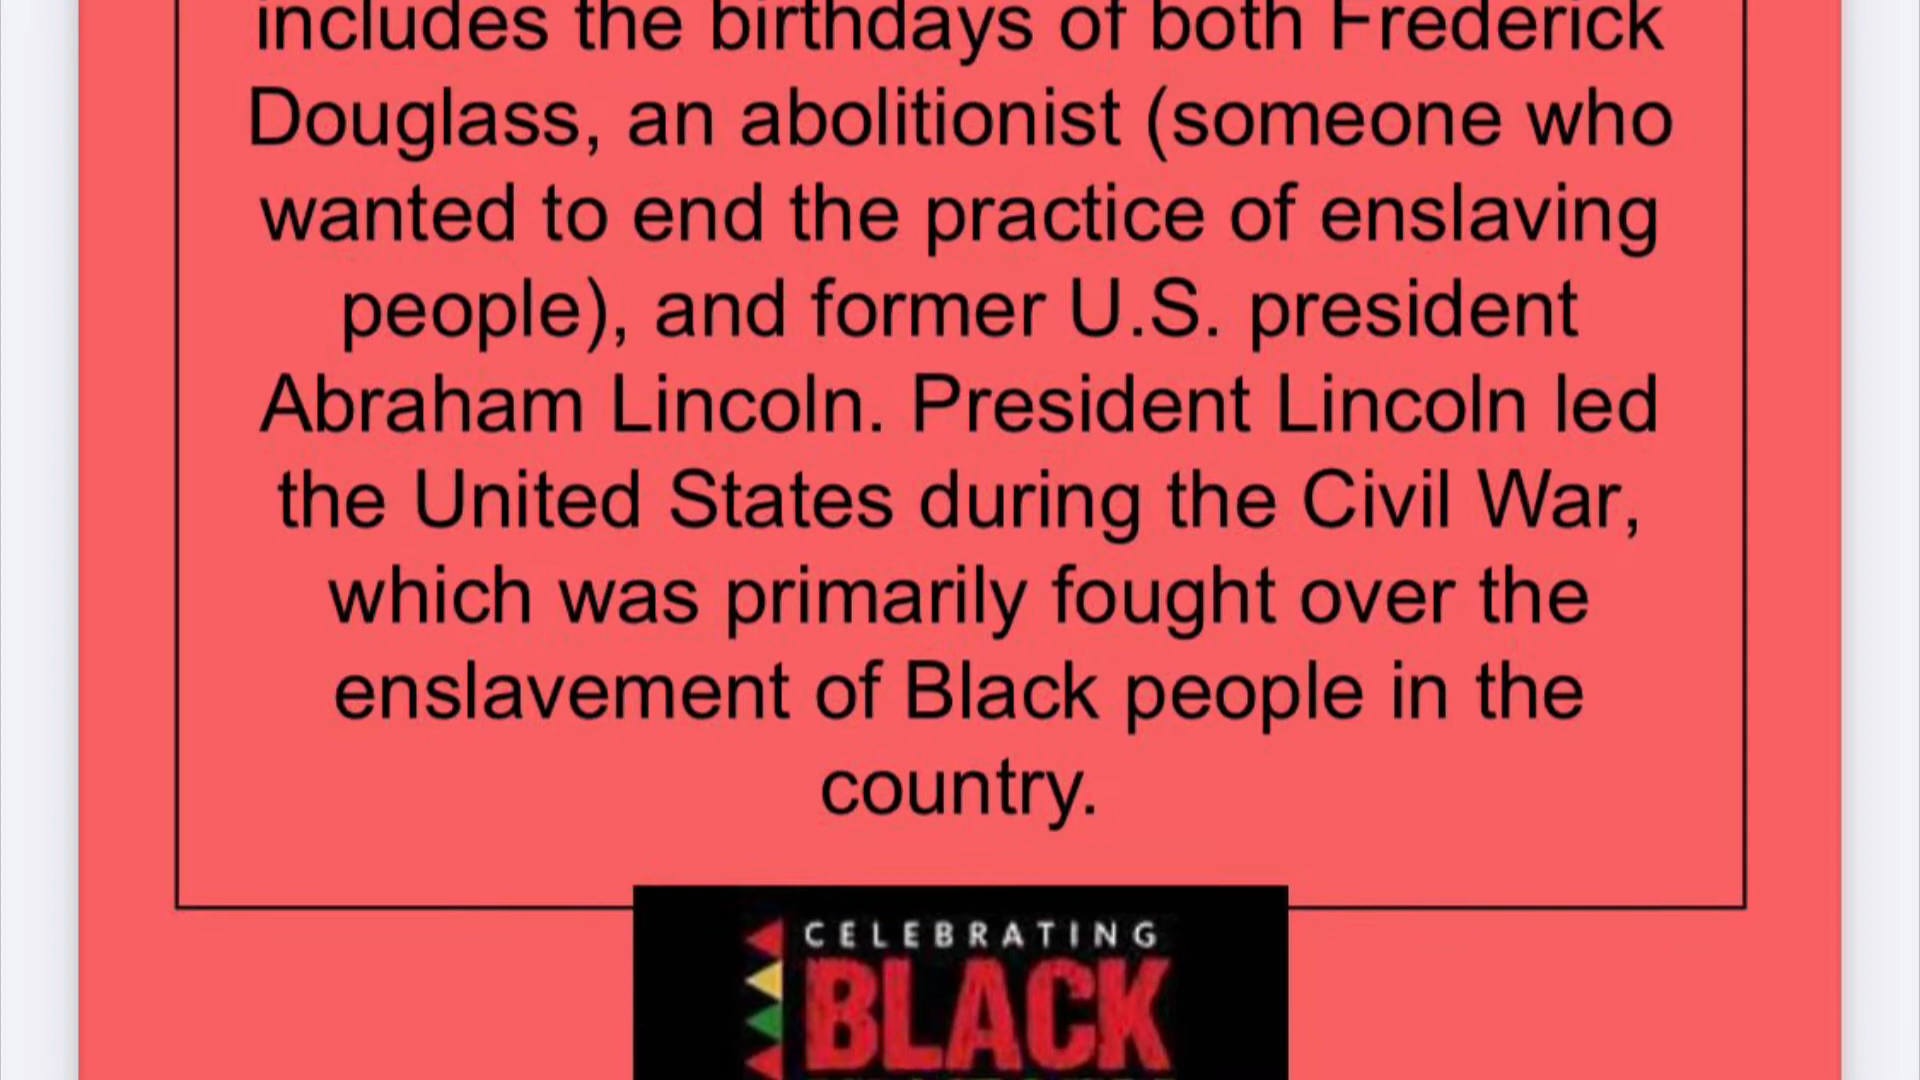 includes the birthdays of both Frederick
Douglass, an abolitionist (someone who
wanted to end the practice of enslaving
people), and former U.S. president
Abraham Lincoln. President Lincoln led
the United States during the Civil War,
which was primarily fought over the
enslavement of Black people in the
country.
CELEBRATING
BLACK